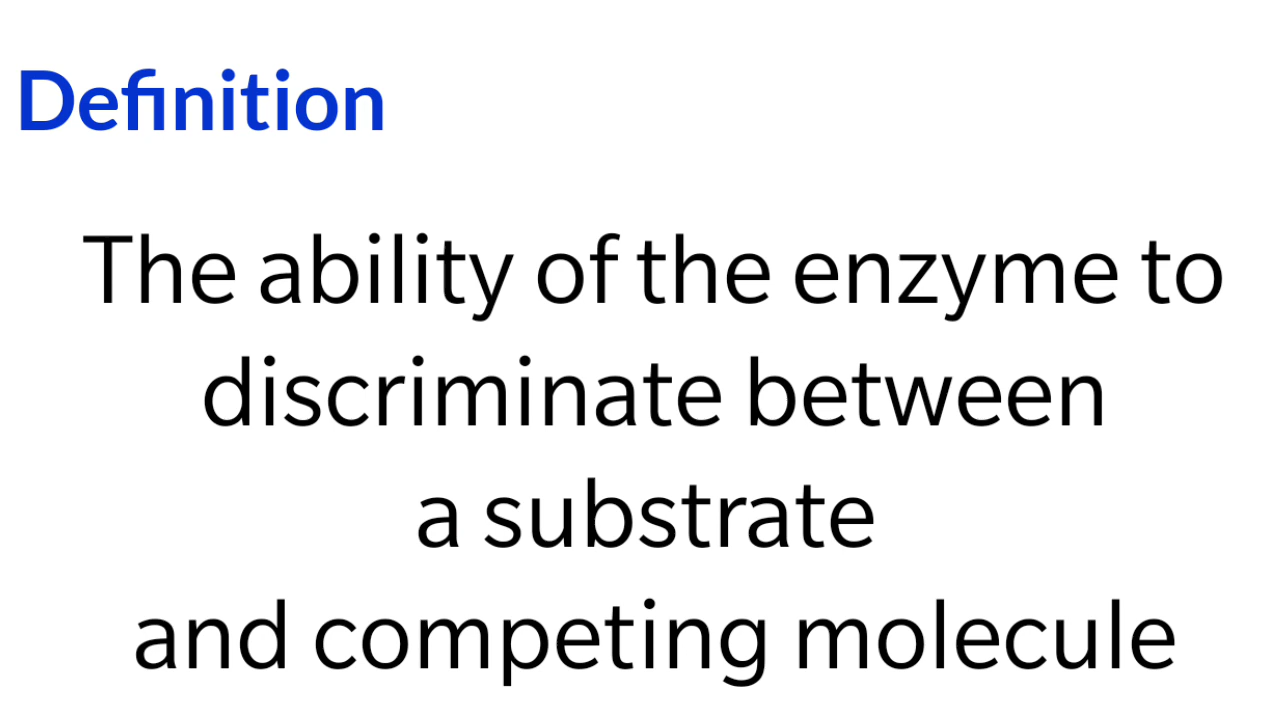 Definition
The ability of the enzyme to
discriminate between
a substrate
and competing molecule